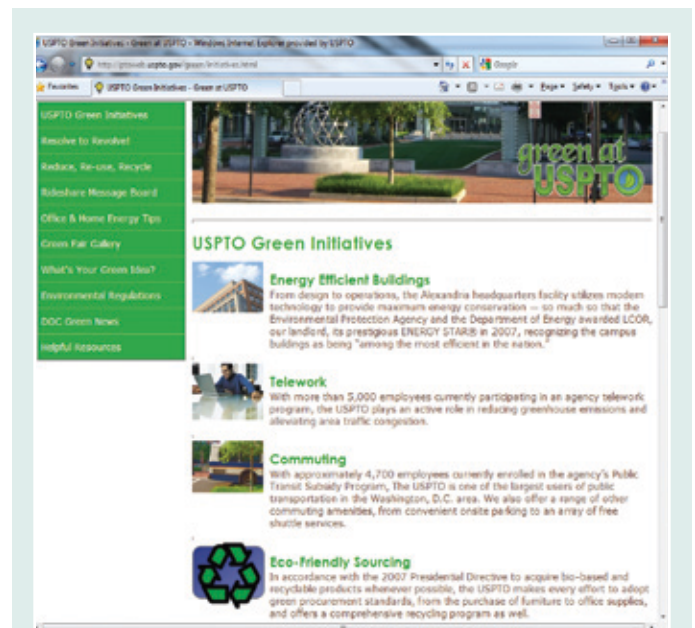 USPTO Green Initiatives - Green at USPTO - Windows Internet Explorer provided by USPTO
http://ptoweb.uspto.gov/green/initiatives.html
Google
Favorites
USPTO Green Initiatives - Green at USPTO
Page
Safety
Tools
USPTO Green Initiatives
Resolve to Revolve!
Reduce, Re-use, Recycle
Rideshare Message Board
Office & Home Energy Tips
Green Fair Gallery
What's Your Green Idea?
Environmental Regulations
DOC Green News
Helpful Resources
green at
USPTO
USPTO Green Initiatives
Energy Efficient Buildings
From design to operations, the Alexandria headquarters facility utilizes modern
technology to provide maximum energy conservation — so much so that the
Environmental Protection Agency and the Department of Energy awarded LCOR,
our landlord, its prestigious ENERGY STAR® in 2007, recognizing the campus
buildings as being "among the most efficient in the nation."
Telework
With more than 5,000 employees currently participating in an agency telework
program, the USPTO plays an active role in reducing greenhouse emissions and
alleviating area traffic congestion.
Commuting
With approximately 4,700 employees currently enrolled in the agency's Public
Transit Subsidy Program, The USPTO is one of the largest users of public
transportation in the Washington, D.C. area. We also offer a range of other
commuting amenities, from convenient onsite parking to an array of free
shuttle services.
Eco-Friendly Sourcing
In accordance with the 2007 Presidential Directive to acquire bio-based and
recyclable products whenever possible, the USPTO makes every effort to adopt
green procurement standards, from the purchase of furniture to office supplies,
and offers a comprehensive recycling program as well.